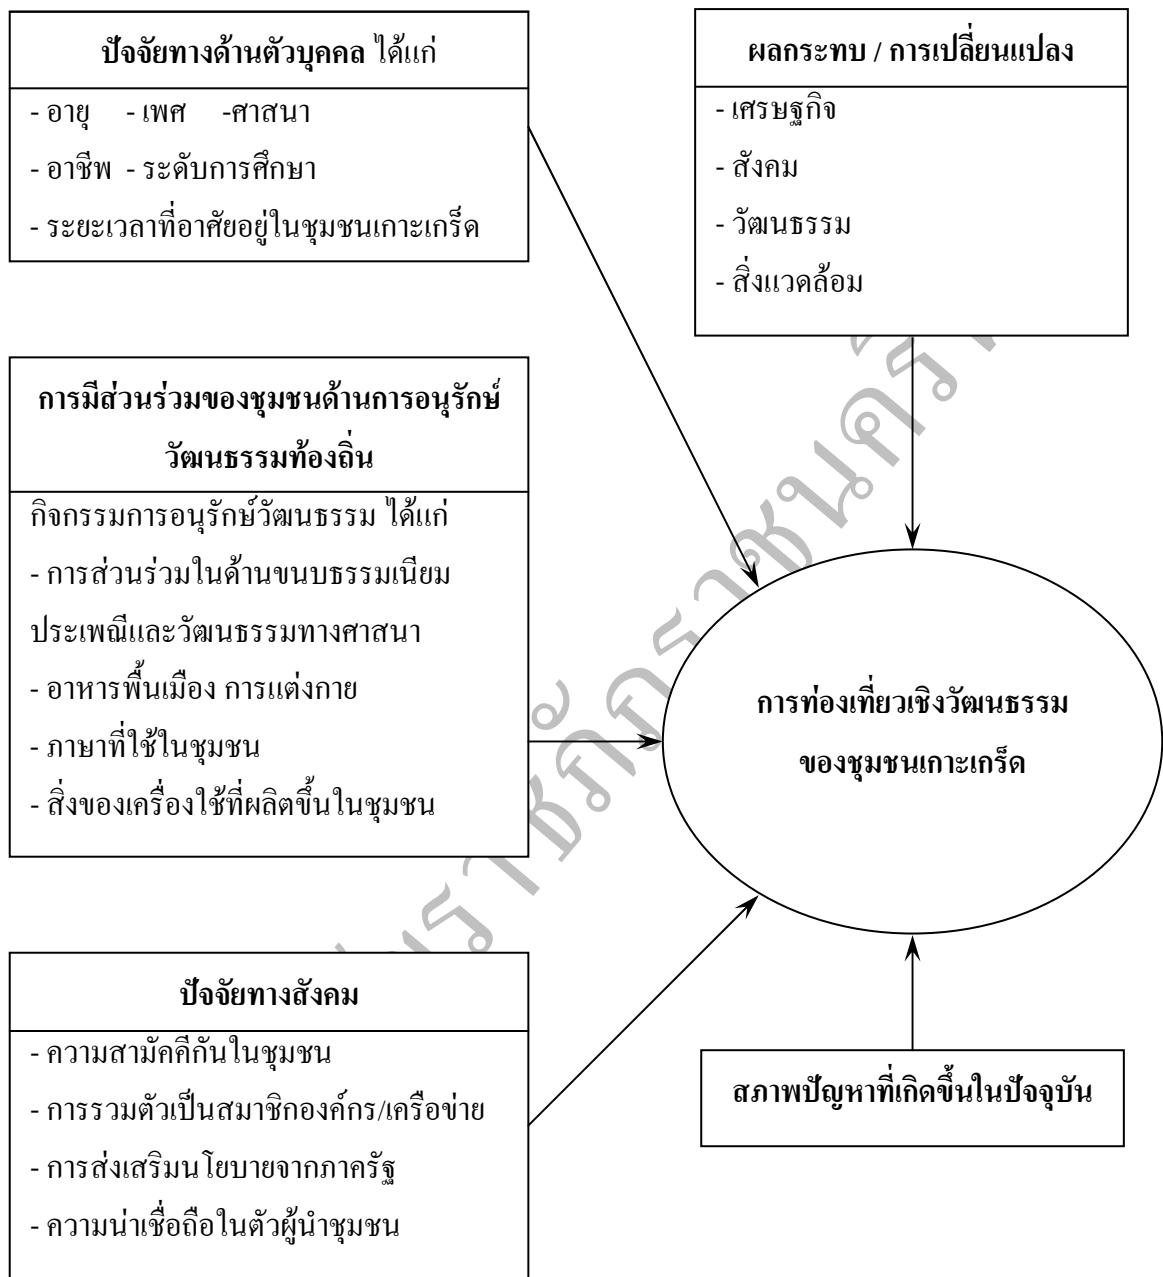 ปัจจัยทางด้านตัวบุคคล ได้แก่
- อายุ - เพศ -ศาสนา
- อาชีพ - ระดับการศึกษา
- ระยะเวลาที่อาศัยอยู่ในชุมชนเกาะเกร็ด
ผลกระทบ / การเปลี่ยนแปลง
- เศรษฐกิจ
- สังคม
- วัฒนธรรม
- สิ่งแวดล้อม
การมีส่วนร่วมของชุมชนด้านการอนุรักษ์
วัฒนธรรมท้องถิ่น
กิจกรรมการอนุรักษ์วัฒนธรรม ได้แก่
- การส่วนร่วมในด้านขนบธรรมเนียม
ประเพณีและวัฒนธรรมทางศาสนา
- อาหารพื้นเมือง การแต่งกาย
- ภาษาที่ใช้ในชุมชน
- สิ่งของเครื่องใช้ที่ผลิตขึ้นในชุมชน
การท่องเที่ยวเชิงวัฒนธรรม
ของชุมชนเกาะเกร็ด
ปัจจัยทางสังคม
- ความสามัคคีกันในชุมชน
- การรวมตัวเป็นสมาชิกองค์กร/เครือข่าย
- การส่งเสริมนโยบายจากภาครัฐ
- ความน่าเชื่อถือในตัวผู้นำชุมชน
สภาพปัญหาที่เกิดขึ้นในปัจจุบัน